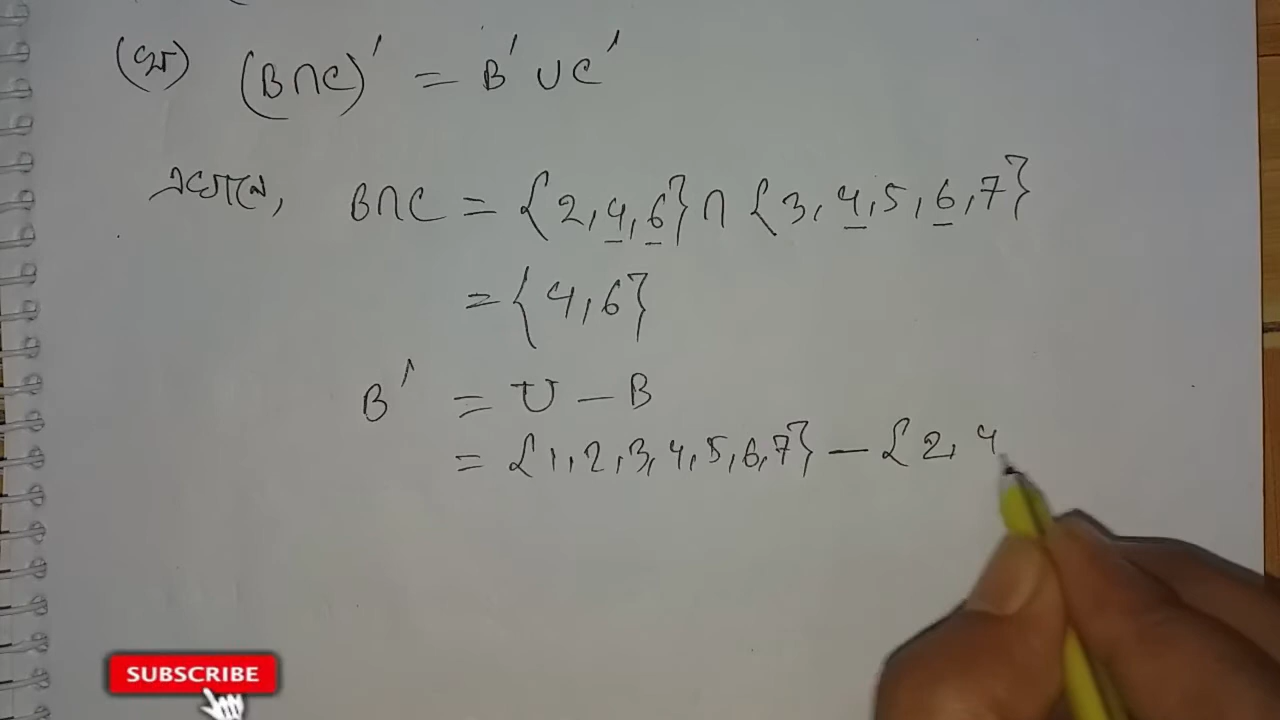 (খ) (B∩C)′ = B′ ∪ C′
এখানে, B∩C = {2, 4, 6} ∩ {3, 4, 5, 6, 7}
= {4, 6}
B′ = U − B
= {1, 2, 3, 4, 5, 6, 7} − {2, 4
SUBSCRIBE